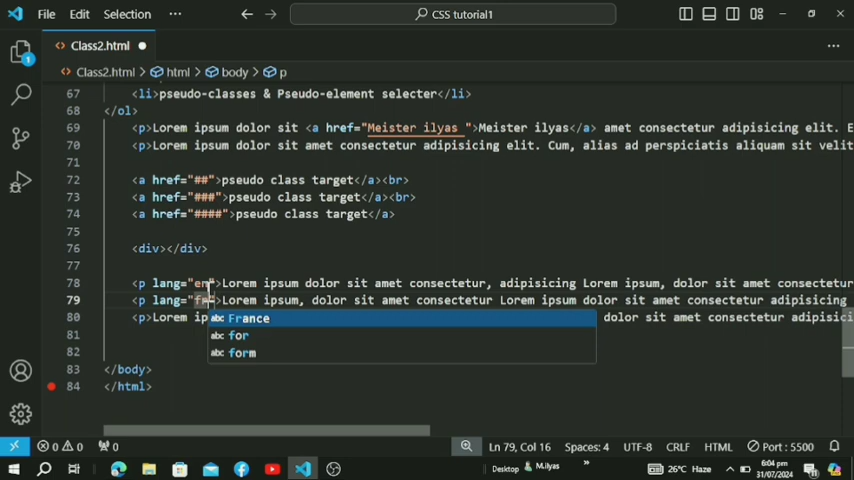 File Edit Selection ··· CSS tutorial1
Class2.html
Class2.html > html > body > p
67 <li>pseudo-classes & Pseudo-element selecter</li>
68 </ol>
69 <p>Lorem ipsum dolor sit <a href="Meister ilyas ">Meister ilyas</a> amet consectetur adipisicing elit. E
70 <p>Lorem ipsum dolor sit amet consectetur adipisicing elit. Cum, alias ad perspiciatis aliquam sit velit
71
72 <a href="##">pseudo class target</a><br>
73 <a href="###">pseudo class target</a><br>
74 <a href="####">pseudo class target</a>
75
76 <div></div>
77
78 <p lang="en">Lorem ipsum dolor sit amet consectetur, adipisicing Lorem ipsum, dolor sit amet consectetur
79 <p lang="fr">Lorem ipsum, dolor sit amet consectetur Lorem ipsum dolor sit amet consectetur adipisicing
80 <p>Lorem ip dolor sit amet consectetur adipisici
abc France
81 abc for
82 abc form
83 </body>
84 </html>
0 0 0 Ln 79, Col 16 Spaces: 4 UTF-8 CRLF HTML Port : 5500
Desktop M.ilyas » 26°C Haze 6:04 pm
31/07/2024
1